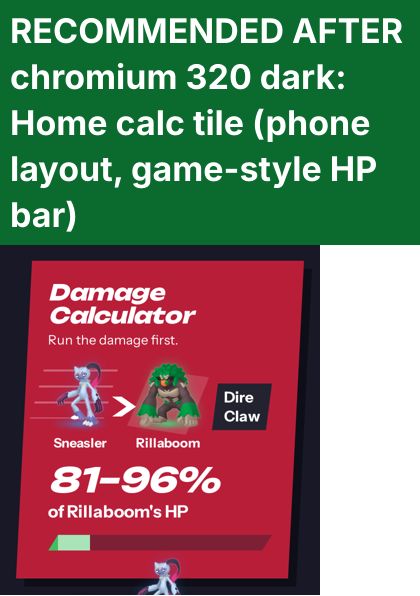 RECOMMENDED AFTER
chromium 320 dark:
Home calc tile (phone
layout, game-style HP
bar)
Damage
Calculator
Run the damage first.
Dire
Claw
Sneasler
Rillaboom
81–96%
of Rillaboom's HP